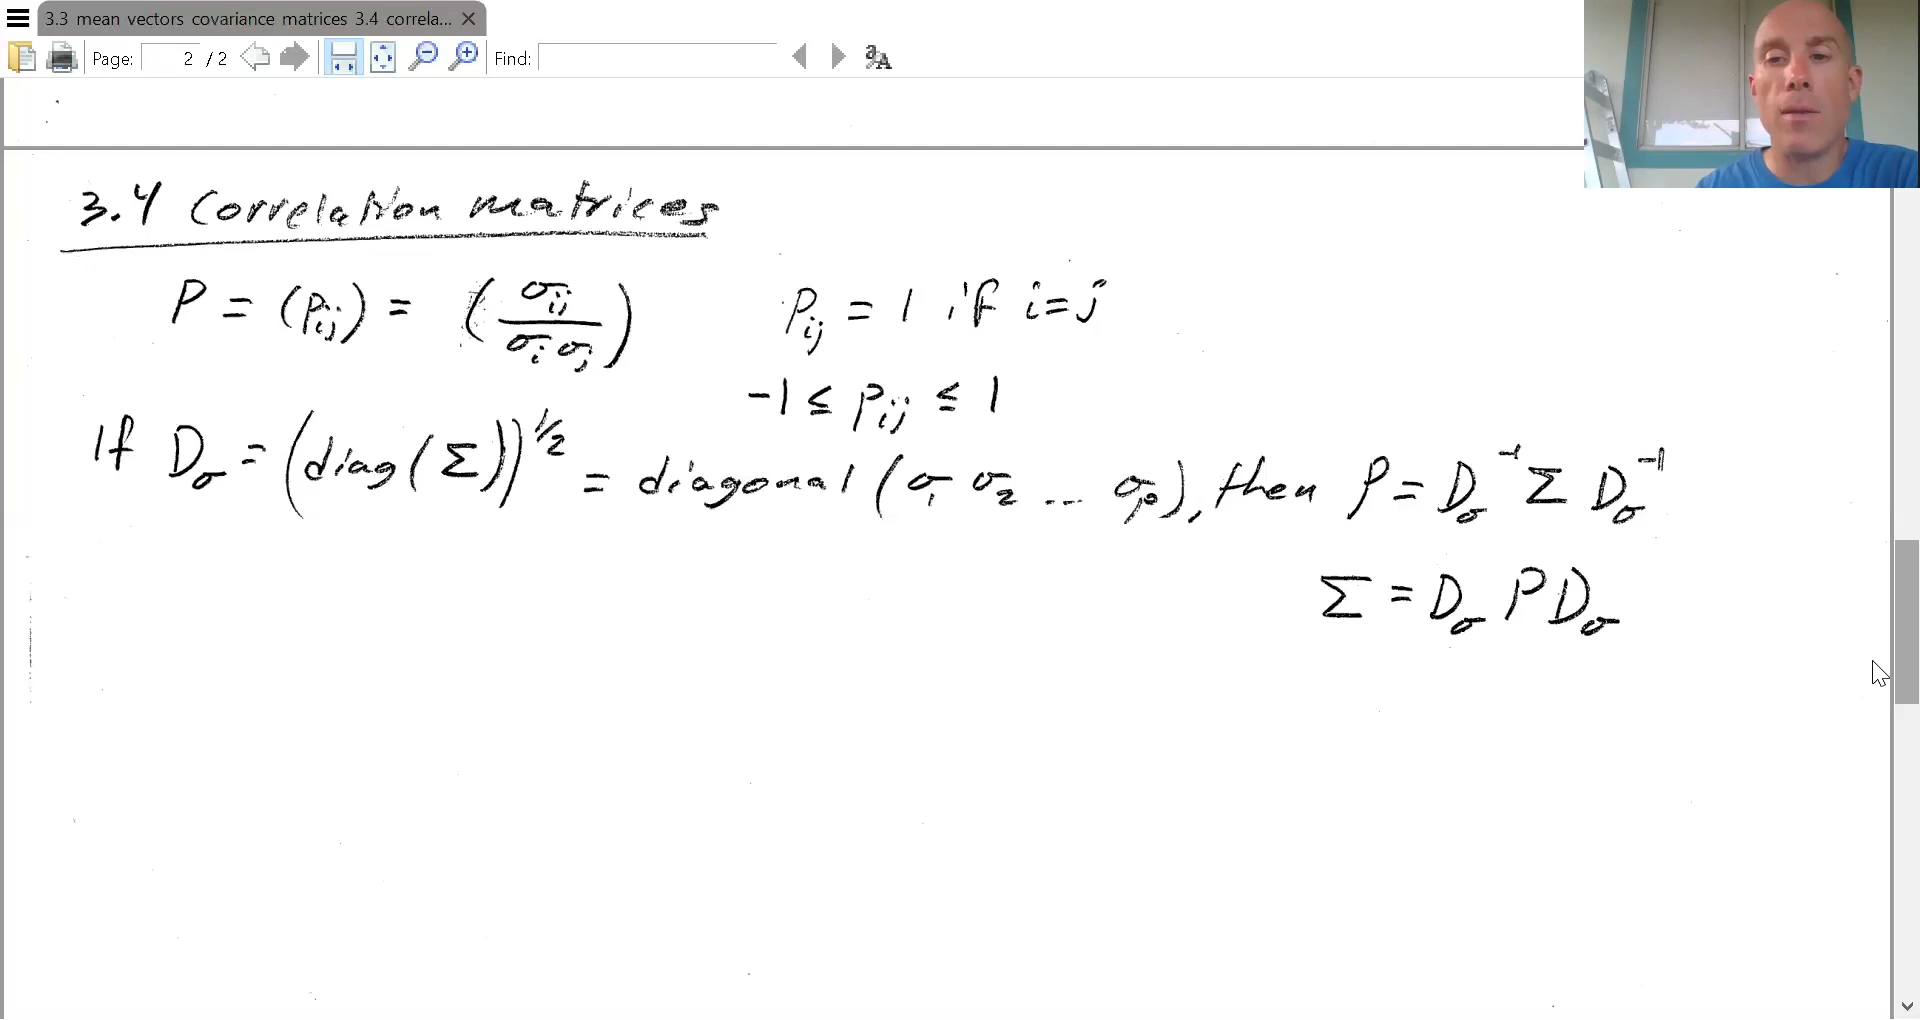 3.3 mean vectors covariance matrices 3.4 correla...
Page: 2 / 2 Find:
3.4 Correlation matrices
P = (ρij) = (σij / σi σj) ρij = 1 if i=j
-1 ≤ ρij ≤ 1
If Dσ = (diag(Σ))^1/2 = diagonal (σ1 σ2 ... σp), then P = Dσ^-1 Σ Dσ^-1
Σ = Dσ P Dσ